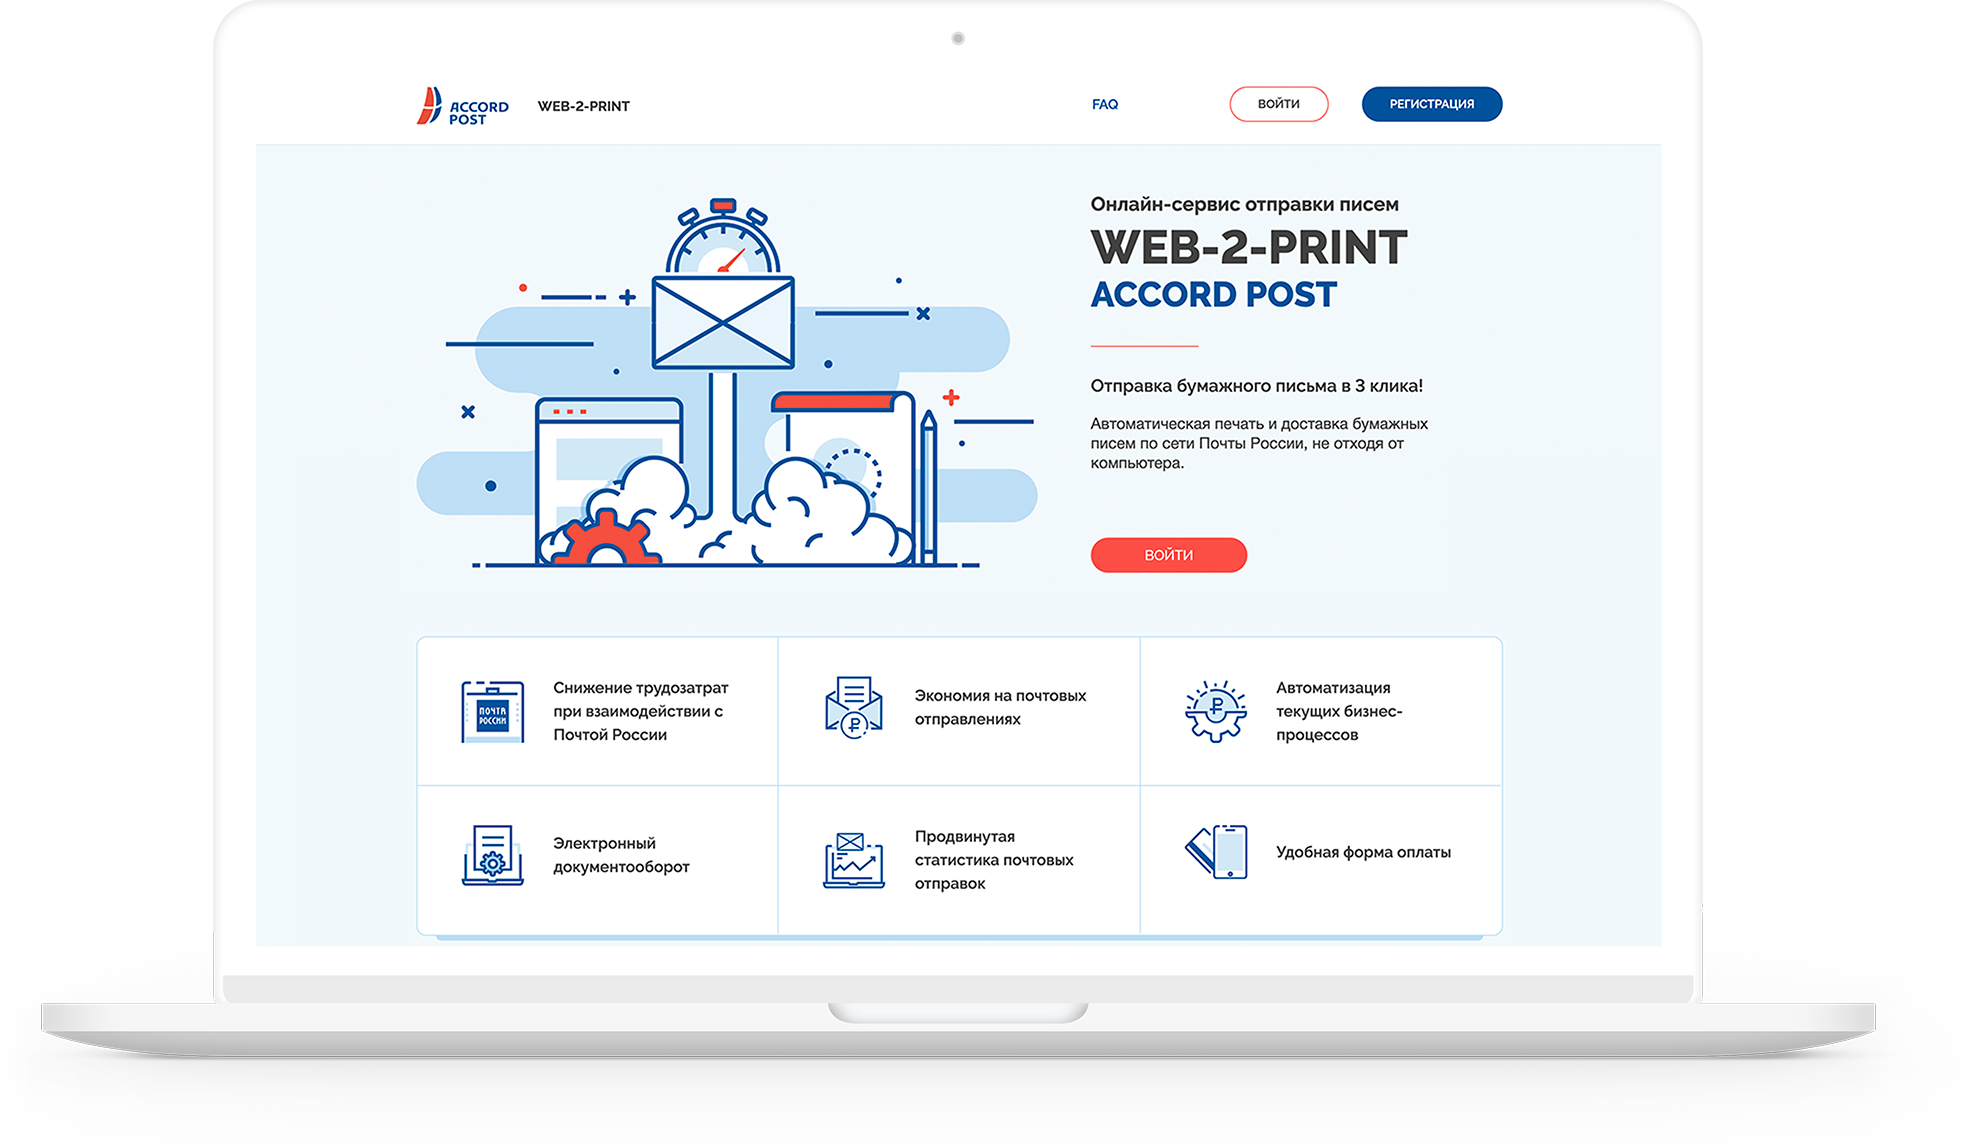 ACCORD
POST
WEB-2-PRINT
FAQ
ВОЙТИ
РЕГИСТРАЦИЯ
Онлайн-сервис отправки писем
WEB-2-PRINT
ACCORD POST
Отправка бумажного письма в 3 клика!
Автоматическая печать и доставка бумажных
писем по сети Почты России, не отходя от
компьютера.
ВОЙТИ
ПОЧТА
РОССИИ
Снижение трудозатрат
при взаимодействии с
Почтой России
₽
Экономия на почтовых
отправлениях
₽
Автоматизация
текущих бизнес-
процессов
Электронный
документооборот
Продвинутая
статистика почтовых
отправок
Удобная форма оплаты